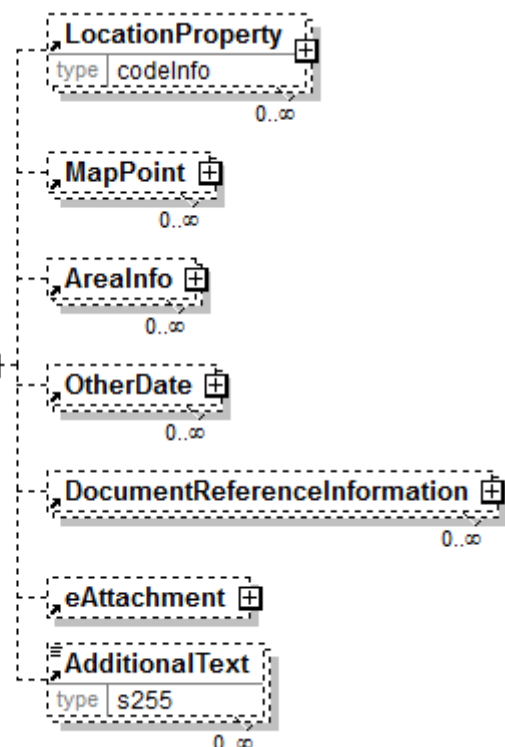 LocationProperty
type codeInfo
0..∞
MapPoint
0..∞
AreaInfo
0..∞
OtherDate
0..∞
DocumentReferenceInformation
0..∞
eAttachment
AdditionalText
type s255
0..∞